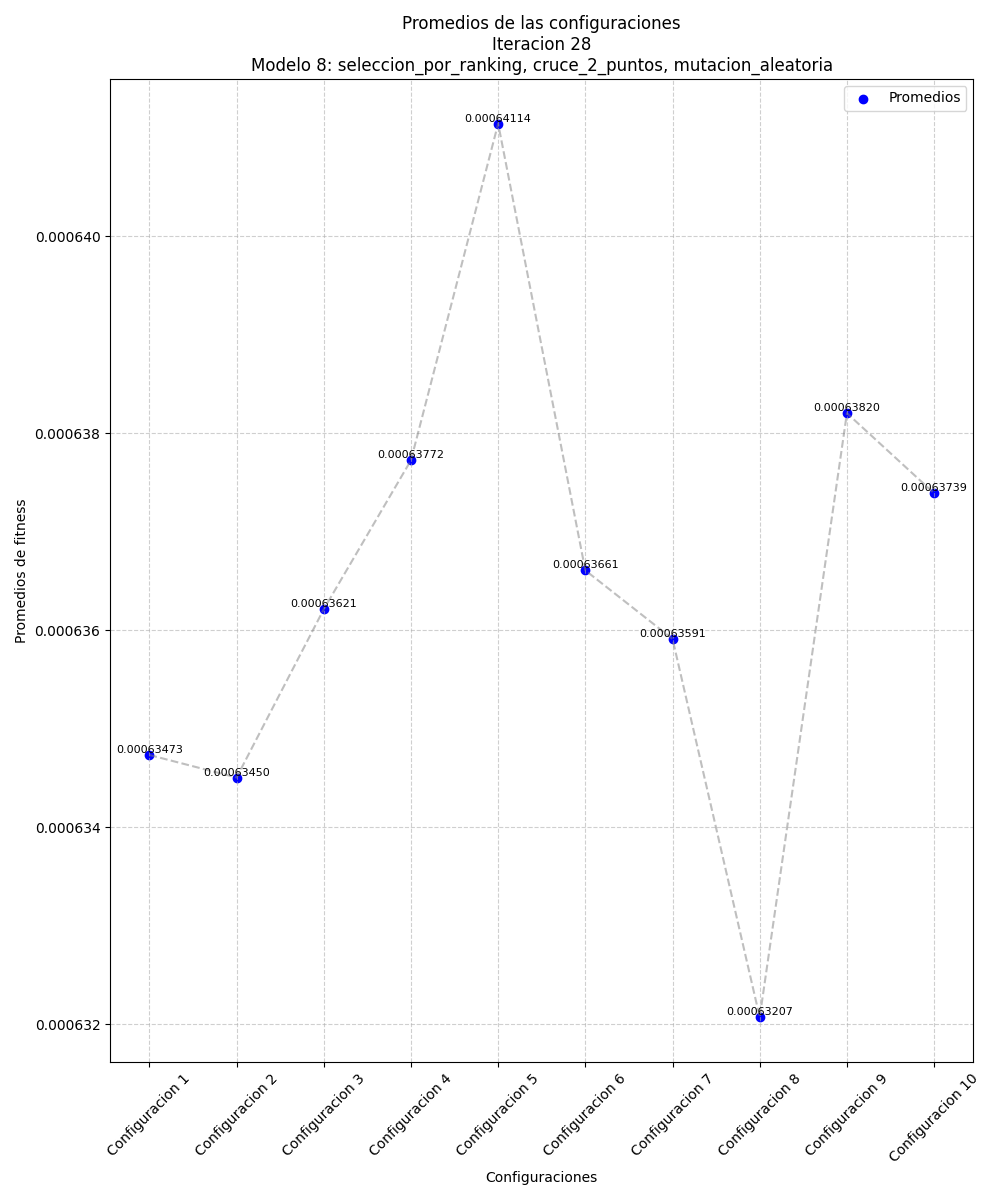 Promedios de las configuraciones
Iteracion 28
Modelo 8: seleccion_por_ranking, cruce_2_puntos, mutacion_aleatoria
Promedios
0.00064114
0.000640
0.00063820
0.000638
0.00063772
0.00063739
0.00063661
0.00063621
0.00063591
0.000636
0.00063473
0.00063450
0.000634
0.00063207
0.000632
Promedios de fitness
Configuracion 1
Configuracion 2
Configuracion 3
Configuracion 4
Configuracion 5
Configuracion 6
Configuracion 7
Configuracion 8
Configuracion 9
Configuracion 10
Configuraciones